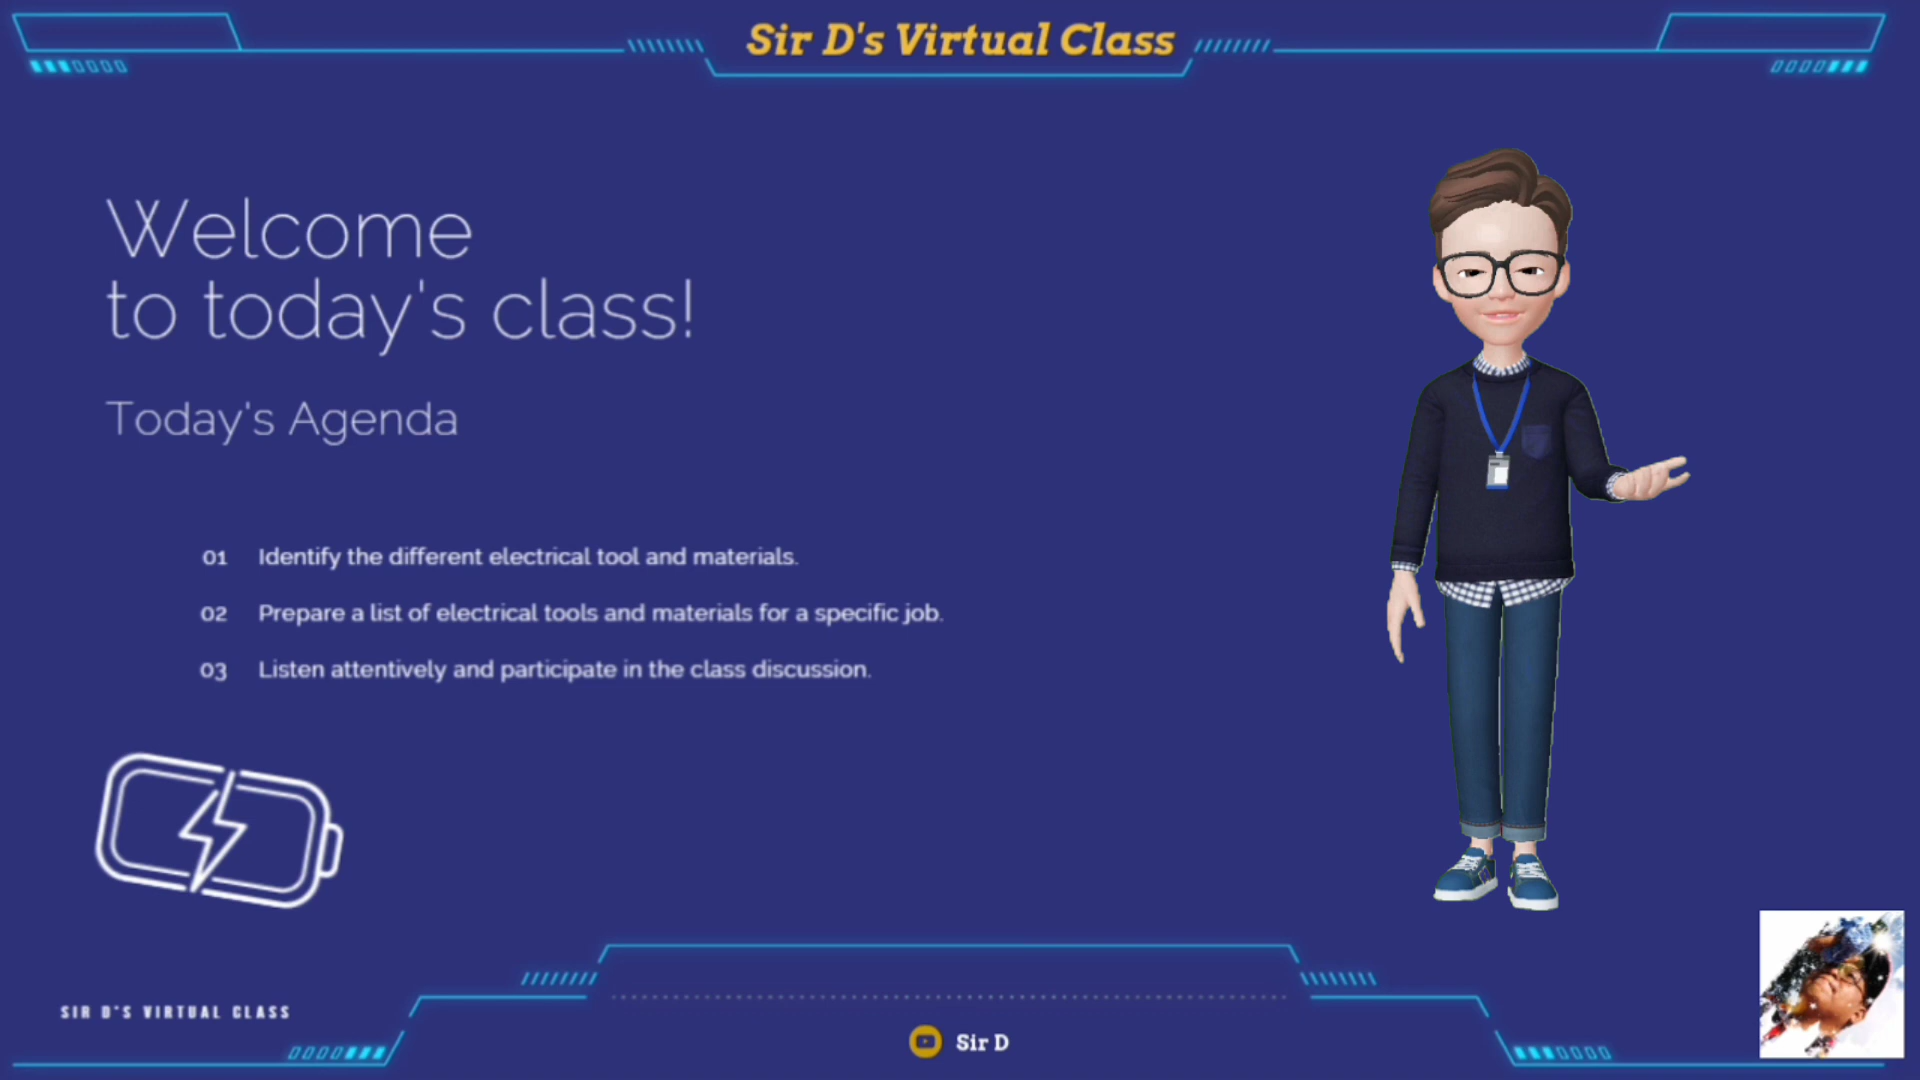 Sir D's Virtual Class
Welcome
to today's class!
Today's Agenda
01 Identify the different electrical tool and materials.
02 Prepare a list of electrical tools and materials for a specific job.
03 Listen attentively and participate in the class discussion.
SIR D'S VIRTUAL CLASS
Sir D